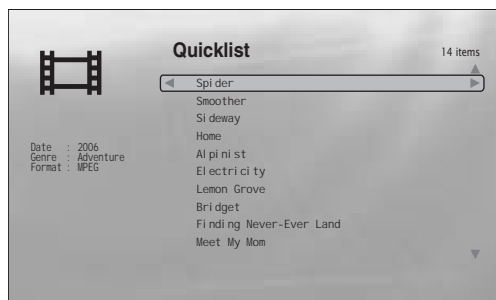 Quicklist
14 items
Spider
Smoother
Sideway
Home
Alpinist
Electricity
Lemon Grove
Bridget
Finding Never-Ever Land
Meet My Mom
Date : 2006
Genre : Adventure
Format : MPEG